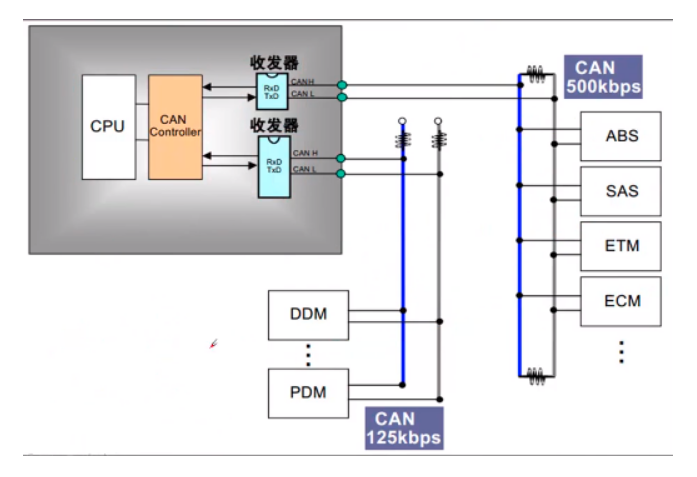 收发器
RxD
TxD
CANH
CAN L
CPU
CAN
Controller
收发器
RxD
TxD
CAN H
CAN L
CAN
500kbps
ABS
SAS
ETM
ECM
DDM
PDM
CAN
125kbps